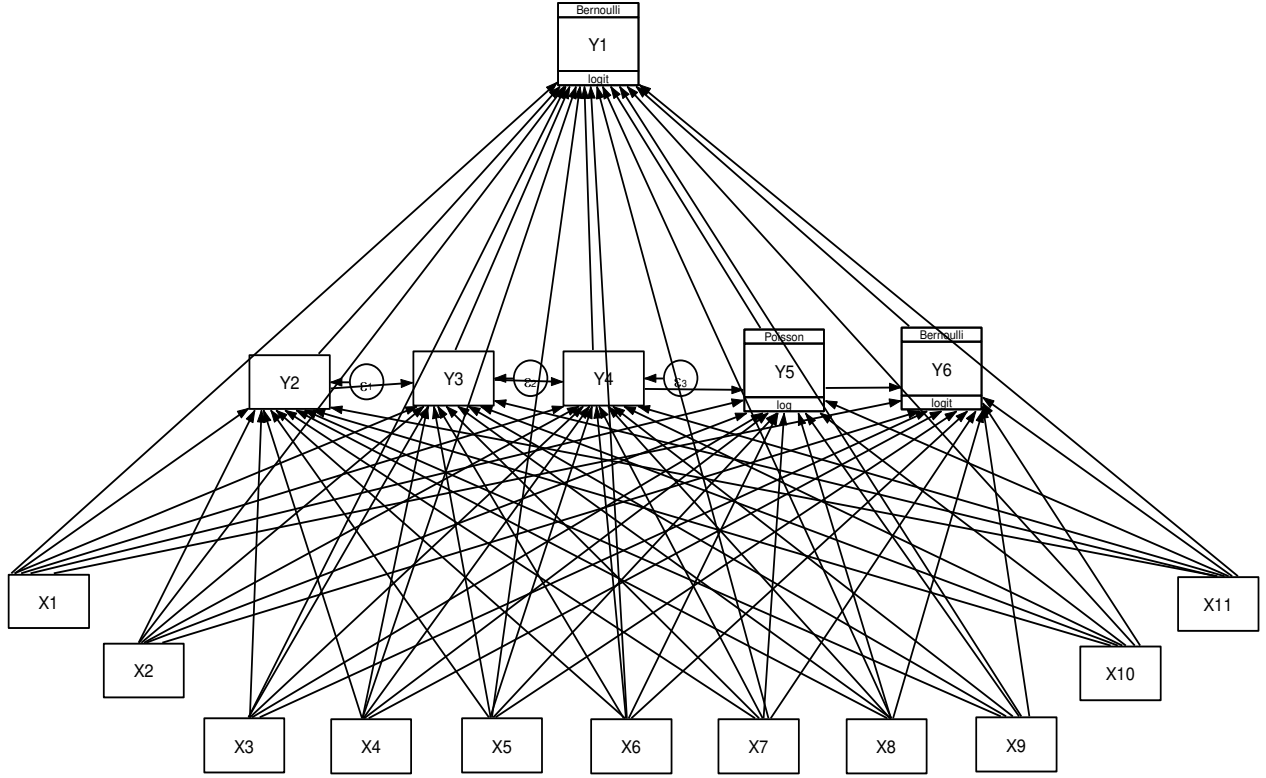 Bernoulli
Y1
logit
Poisson
Bernoulli
Y2
ε1
Y3
ε2
Y4
ε3
Y5
Y6
log
logit
X1
X11
X2
X10
X3
X4
X5
X6
X7
X8
X9